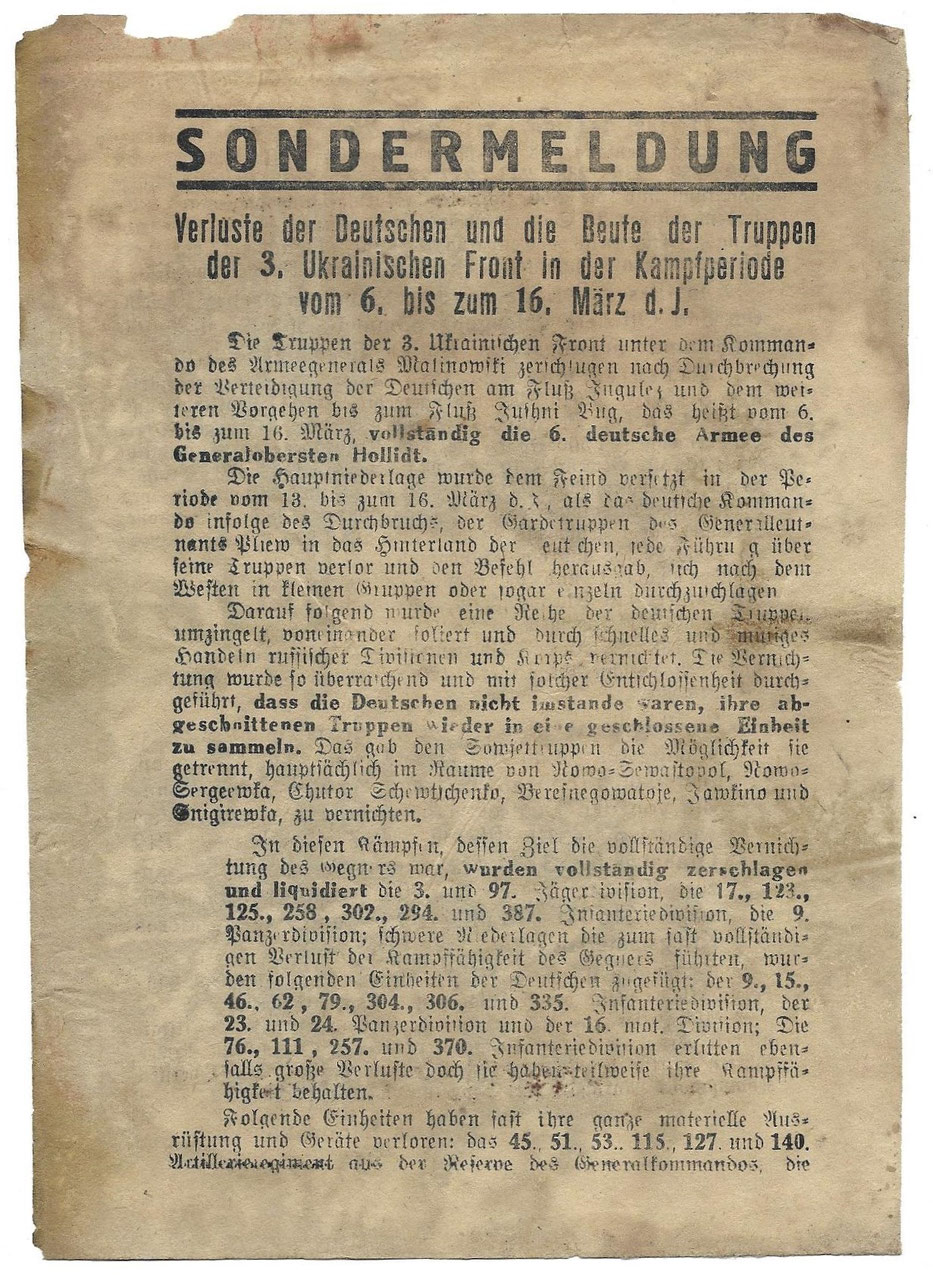 SONDERMELDUNG
Verluste der Deutschen und die Beute der Truppen
der 3. Ukrainischen Front in der Kampfperiode
vom 6. bis zum 16. März d. J.
Die Truppen der 3. Ukrainischen Front unter dem Komman-
do des Armeegenerals Malinowski zerschlugen nach Durchbrechung
der Verteidigung der Deutschen am Fluß Ingulez und dem wei-
teren Vorgehen bis zum Fluß Jushni Bug, das heißt vom 6.
bis zum 16. März, vollständig die 6. deutsche Armee des
Generalobersten Hollidt.
Die Hauptniederlage wurde dem Feind versetzt in der Pe-
riode vom 13. bis zum 16. März d. J., als das deutsche Komman-
do infolge des Durchbruchs, der Gardetruppen des Generalleut-
nants Pliew in das Hinterland der eutschen, jede Führu g über
seine Truppen verlor und den Befehl herausgab, sich nach dem
Westen in kleinen Gruppen oder sogar einzeln durchzuschlagen
Darauf folgend wurde eine Reihe der deutschen Truppen
umzingelt, voneinander isoliert und durch schnelles und mutiges
Handeln russischer Divisionen und Korps vernichtet. Die Vernich-
tung wurde so überraschend und mit solcher Entschlossenheit durch-
geführt, dass die Deutschen nicht imstande waren, ihre ab-
geschnittenen Truppen wieder in eine geschlossene Einheit
zu sammeln. Das gab den Sowjettruppen die Möglichkeit sie
getrennt, hauptsächlich im Raume von Nowo-Sewastopol, Nowo-
Sergeewka, Chutor Schewtschenko, Beresnegowatoje, Jawkino und
Snigirewka, zu vernichten.
In diesen Kämpfen, dessen Ziel die vollständige Vernich-
tung des Gegners war, wurden vollständig zerschlagen
und liquidiert die 3. und 97. Jägerdivision, die 17., 123.,
125., 258, 302., 294. und 387. Infanteriedivision, die 9.
Panzerdivision; schwere Niederlagen die zum fast vollständi-
gen Verlust der Kampffähigkeit des Gegners führten, wur-
den folgenden Einheiten der Deutschen zugefügt: der 9., 15.,
46., 62, 79., 304., 306. und 335. Infanteriedivision, der
23. und 24. Panzerdivision und der 16. mot. Division; Die
76., 111, 257. und 370. Infanteriedivision erlitten eben-
falls große Verluste doch sie haben teilweise ihre Kampffä-
higkeit behalten.
Folgende Einheiten haben fast ihre ganze materielle Aus-
rüstung und Geräte verloren: das 45., 51., 53.. 115., 127. und 140.
Artillerieregiment aus der Reserve des Generalkommandos, die